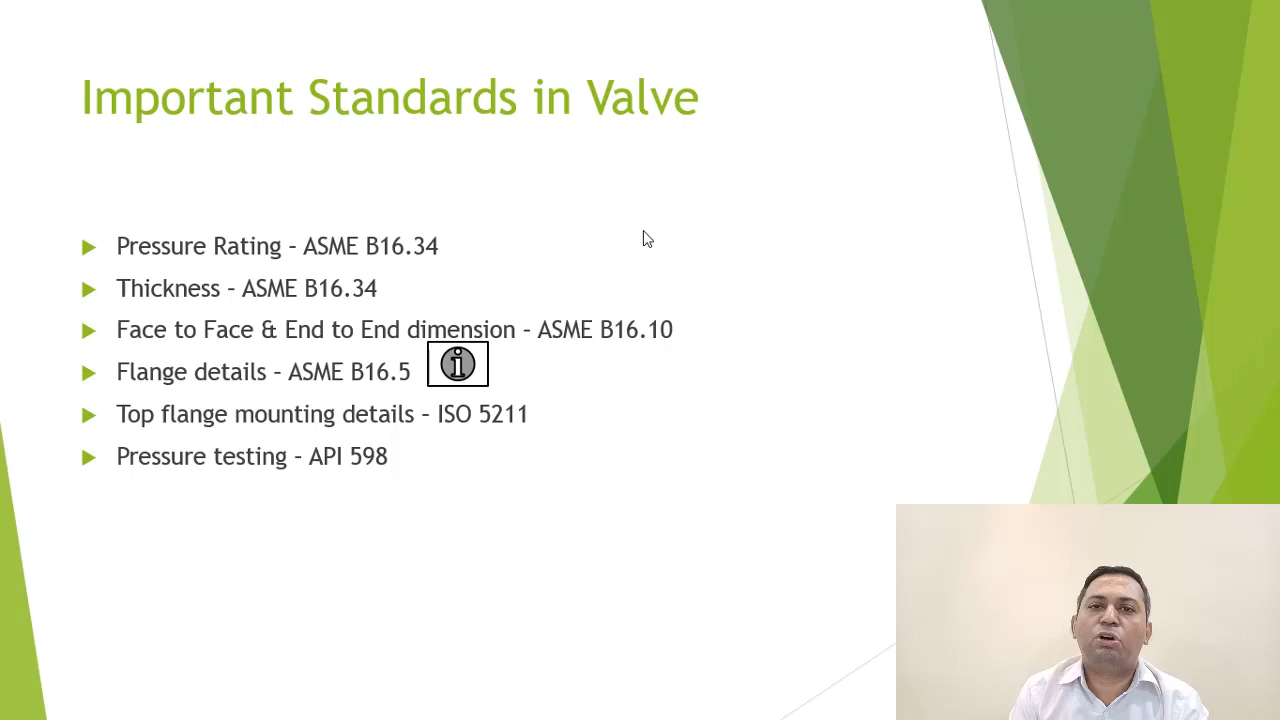 Important Standards in Valve
Pressure Rating – ASME B16.34
Thickness – ASME B16.34
Face to Face & End to End dimension – ASME B16.10
Flange details – ASME B16.5
Top flange mounting details – ISO 5211
Pressure testing – API 598